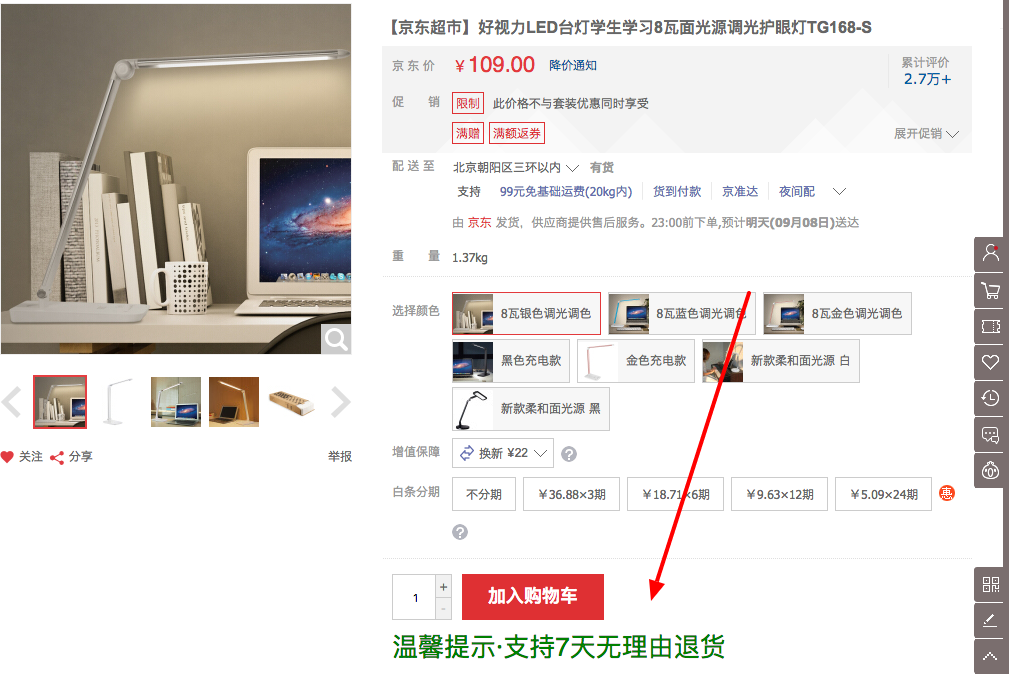 【京东超市】好视力LED台灯学生学习8瓦面光源调光护眼灯TG168-S
京东价 ￥109.00 降价通知
累计评价
2.7万+
促销 限制 此价格不与套装优惠同时享受
满赠 满额返券
展开促销
配送至 北京朝阳区三环以内 有货
支持 99元免基础运费(20kg内) 货到付款 京准达 夜间配
由 京东 发货，供应商提供售后服务。23:00前下单,预计明天(09月08日)送达
重量 1.37kg
选择颜色 8瓦银色调光调色 8瓦蓝色调光调色 8瓦金色调光调色
黑色充电款 金色充电款 新款柔和面光源 白
新款柔和面光源 黑
增值保障 换新 ¥22 ?
白条分期 不分期 ￥36.88×3期 ￥18.71×6期 ￥9.63×12期 ￥5.09×24期 惠
?
关注 分享 举报
1 + - 加入购物车
温馨提示·支持7天无理由退货